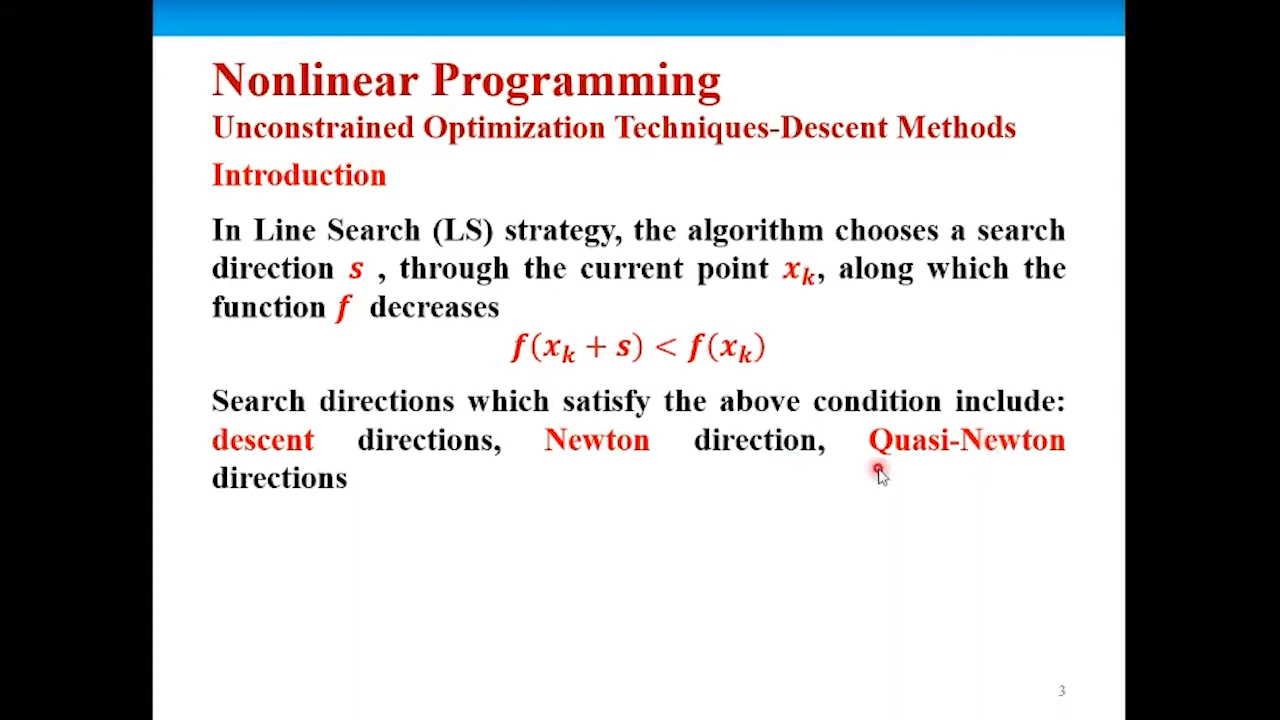 Nonlinear Programming
Unconstrained Optimization Techniques-Descent Methods
Introduction
In Line Search (LS) strategy, the algorithm chooses a search
direction s , through the current point xₖ, along which the
function f decreases
f(xₖ + s) < f(xₖ)
Search directions which satisfy the above condition include:
descent directions, Newton direction, Quasi-Newton
directions
3